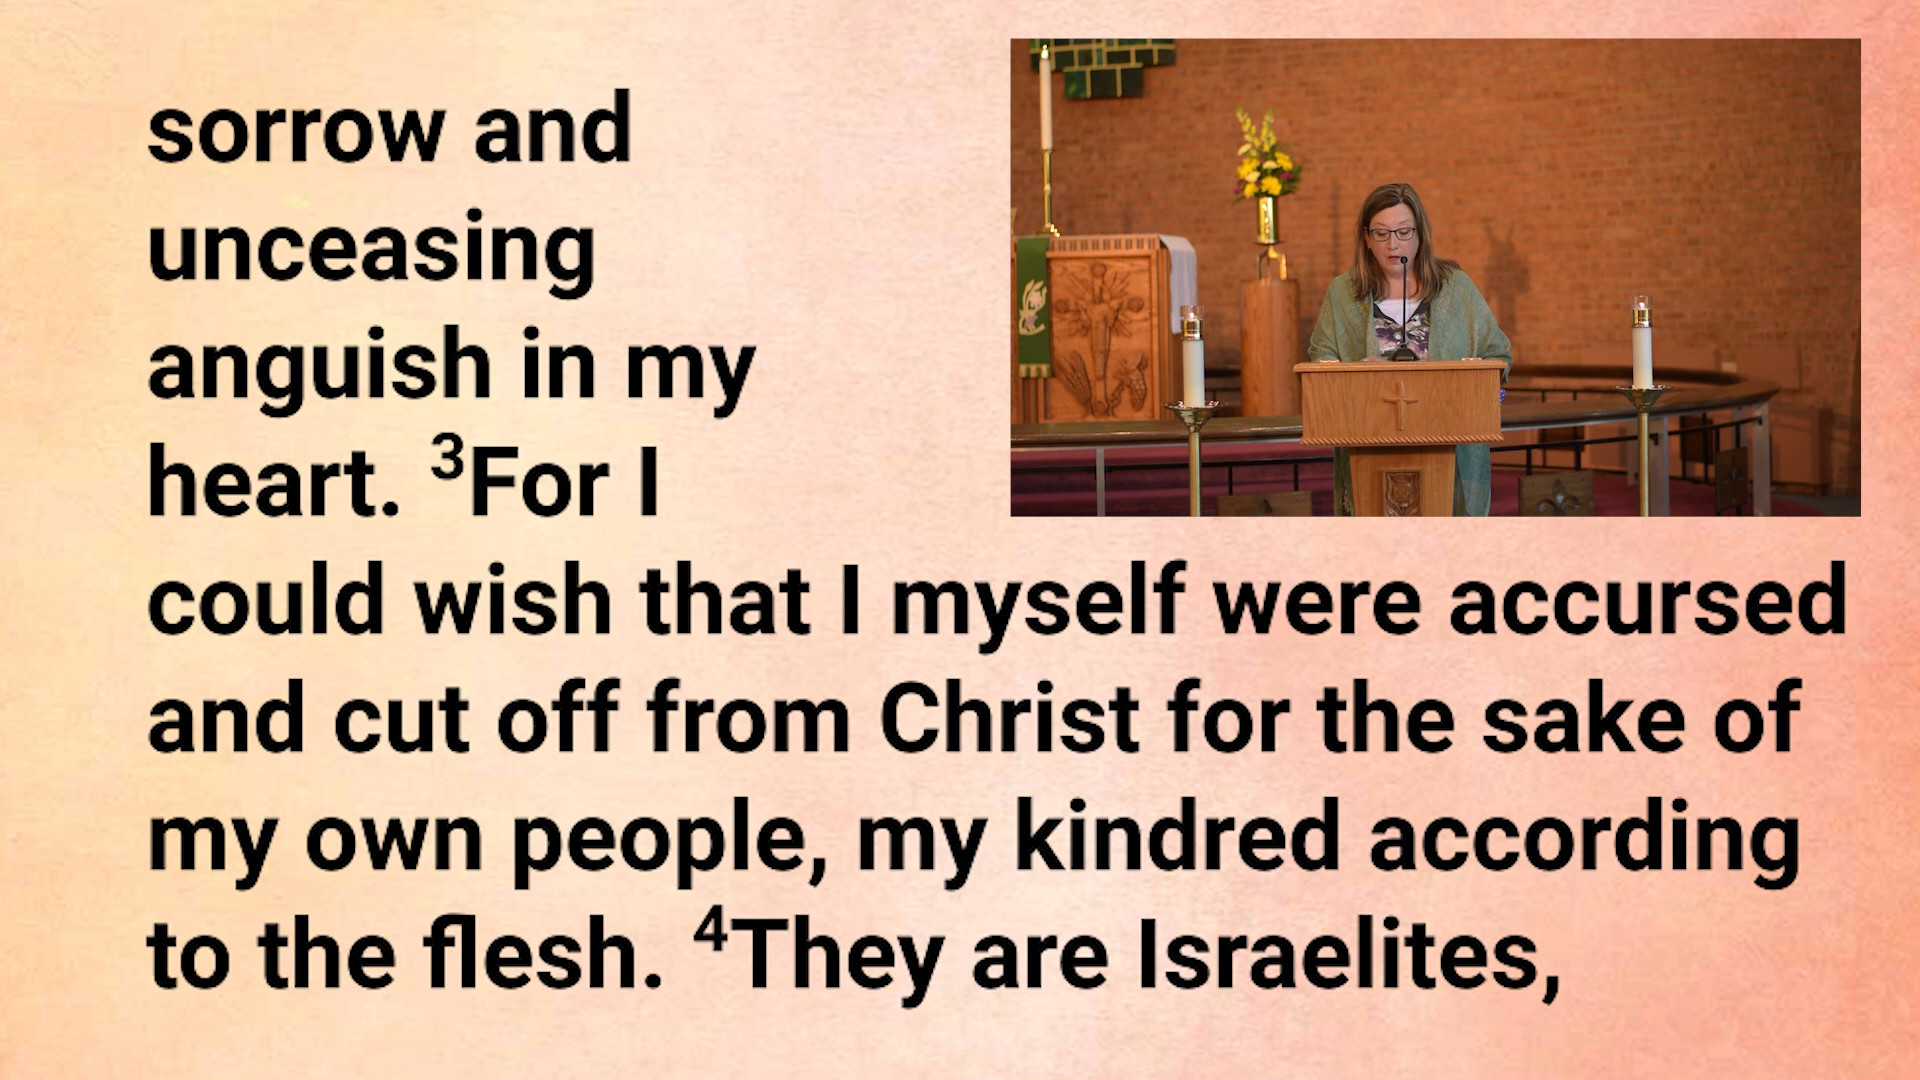 sorrow and
unceasing
anguish in my
heart. ³For I
could wish that I myself were accursed
and cut off from Christ for the sake of
my own people, my kindred according
to the flesh. ⁴They are Israelites,